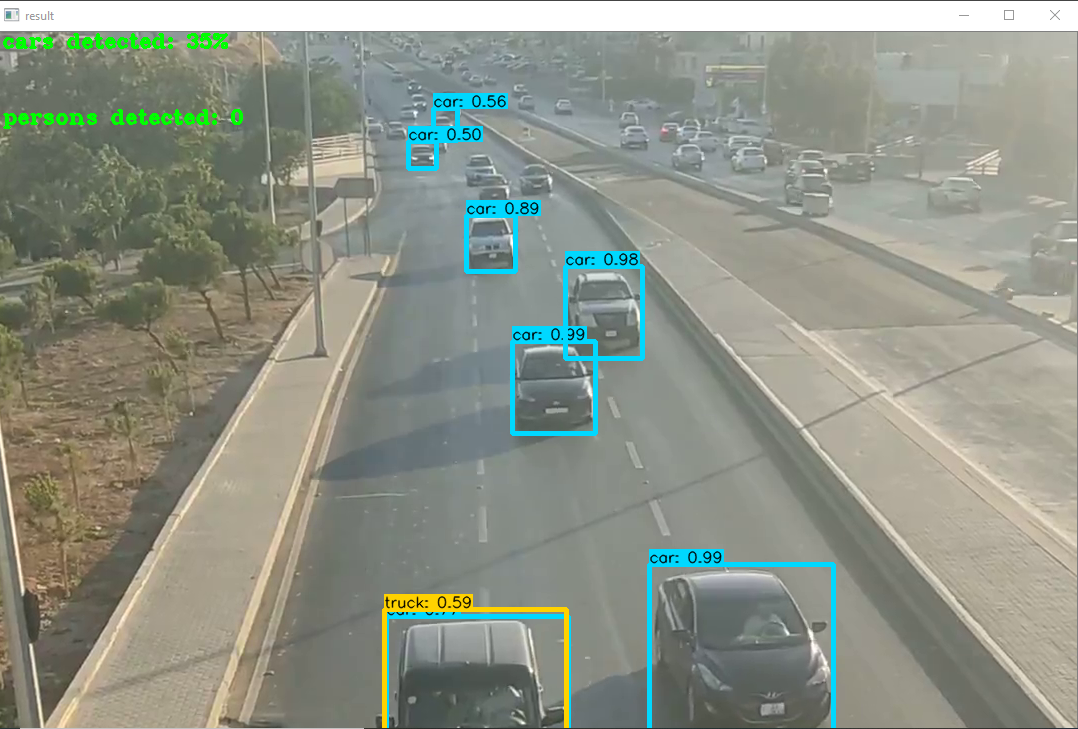 result
cars detected: 35%
persons detected: 0
car: 0.56
car: 0.50
car: 0.89
car: 0.98
car: 0.99
car: 0.99
truck: 0.59